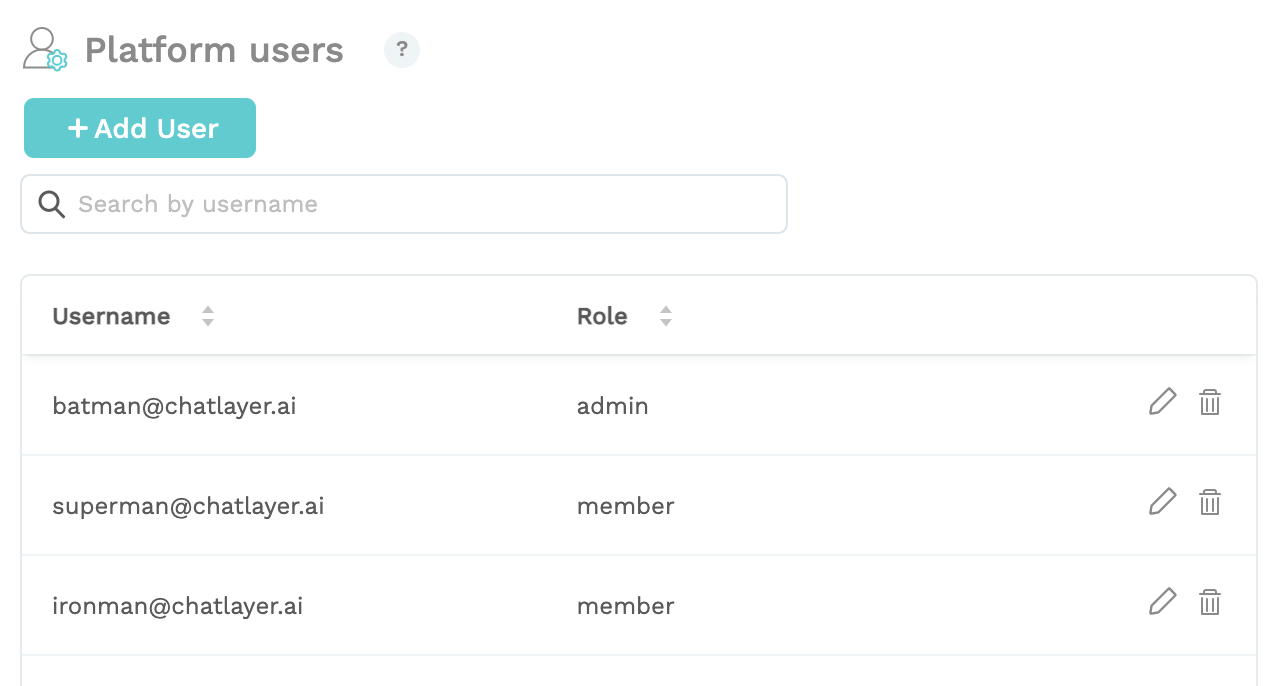 Platform users ?
+ Add User
Search by username
Username Role
batman@chatlayer.ai admin
superman@chatlayer.ai member
ironman@chatlayer.ai member